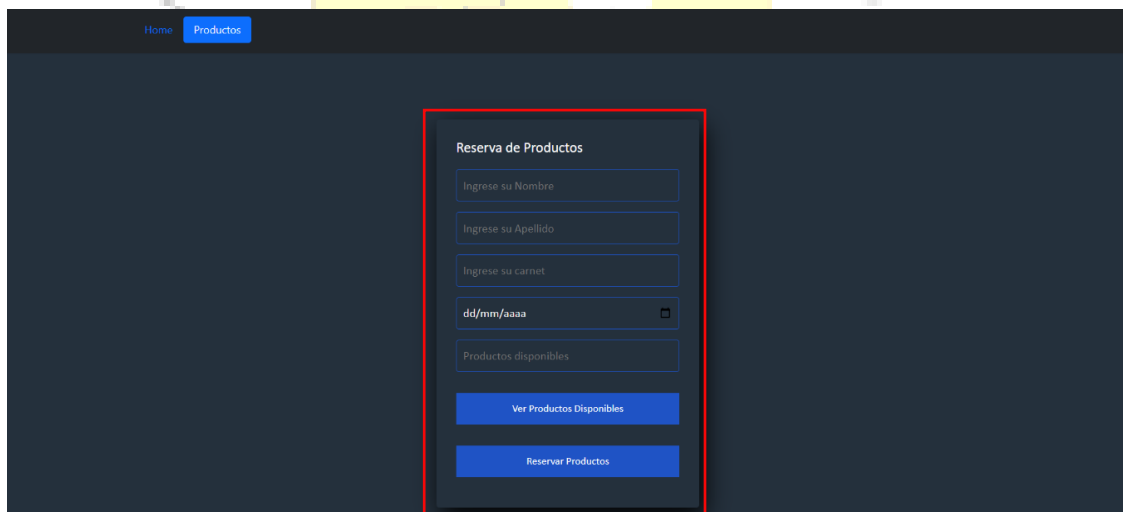 Home Productos
Reserva de Productos
Ingrese su Nombre
Ingrese su Apellido
Ingrese su carnet
dd/mm/aaaa
Productos disponibles
Ver Productos Disponibles
Reservar Productos